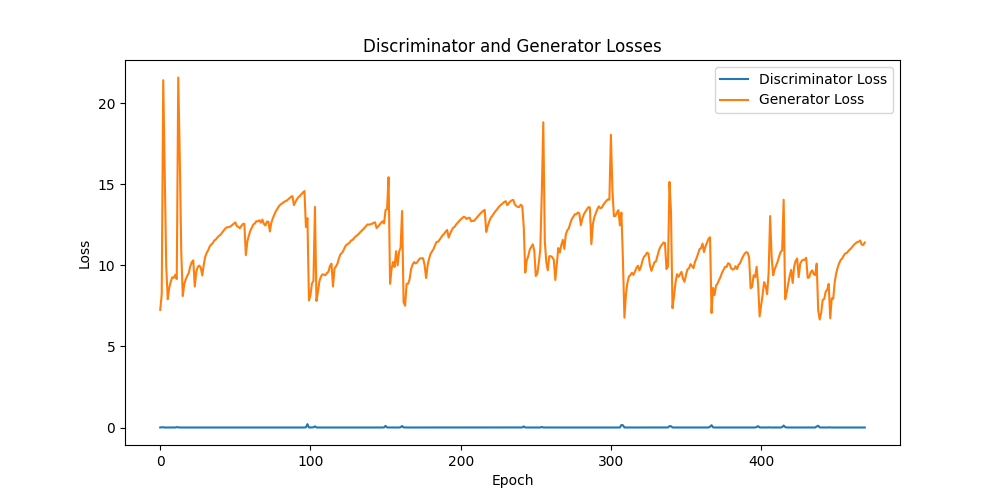 Discriminator and Generator Losses
Discriminator Loss
Generator Loss
Loss
20
15
10
5
0
0
100
200
300
400
Epoch